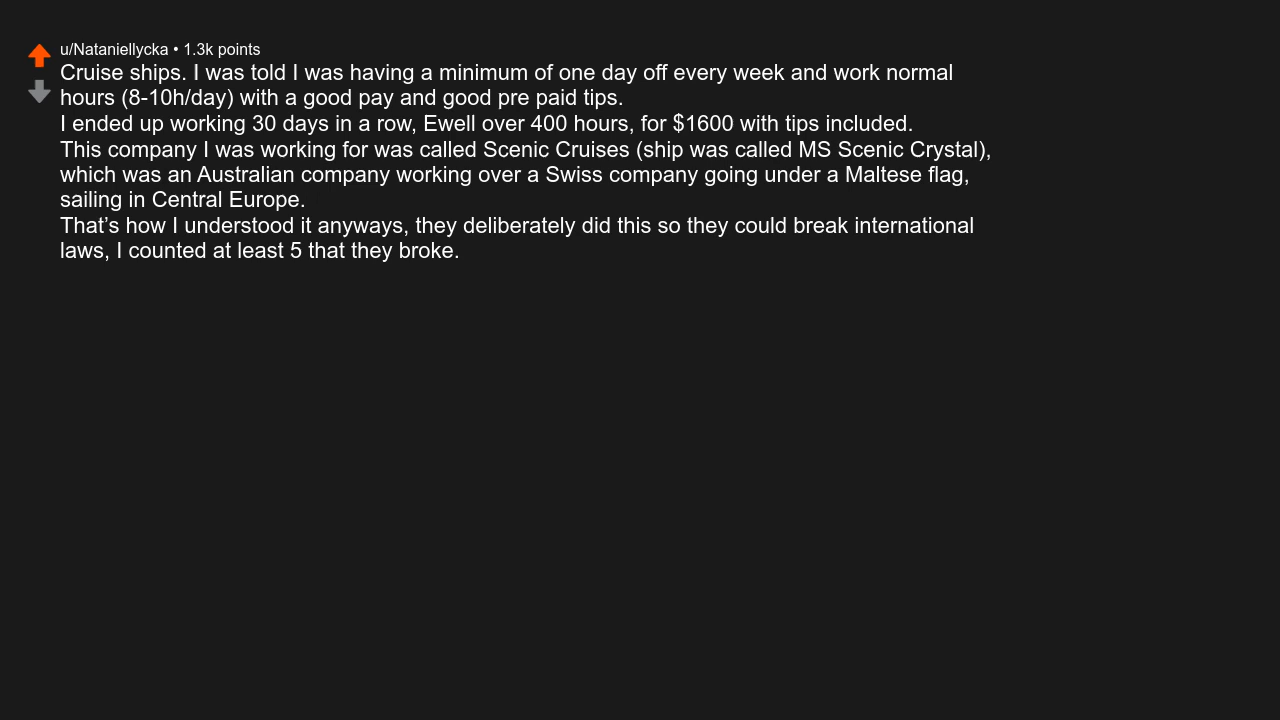 u/Nataniellycka • 1.3k points
Cruise ships. I was told I was having a minimum of one day off every week and work normal
hours (8-10h/day) with a good pay and good pre paid tips.
I ended up working 30 days in a row, Ewell over 400 hours, for $1600 with tips included.
This company I was working for was called Scenic Cruises (ship was called MS Scenic Crystal),
which was an Australian company working over a Swiss company going under a Maltese flag,
sailing in Central Europe.
That’s how I understood it anyways, they deliberately did this so they could break international
laws, I counted at least 5 that they broke.